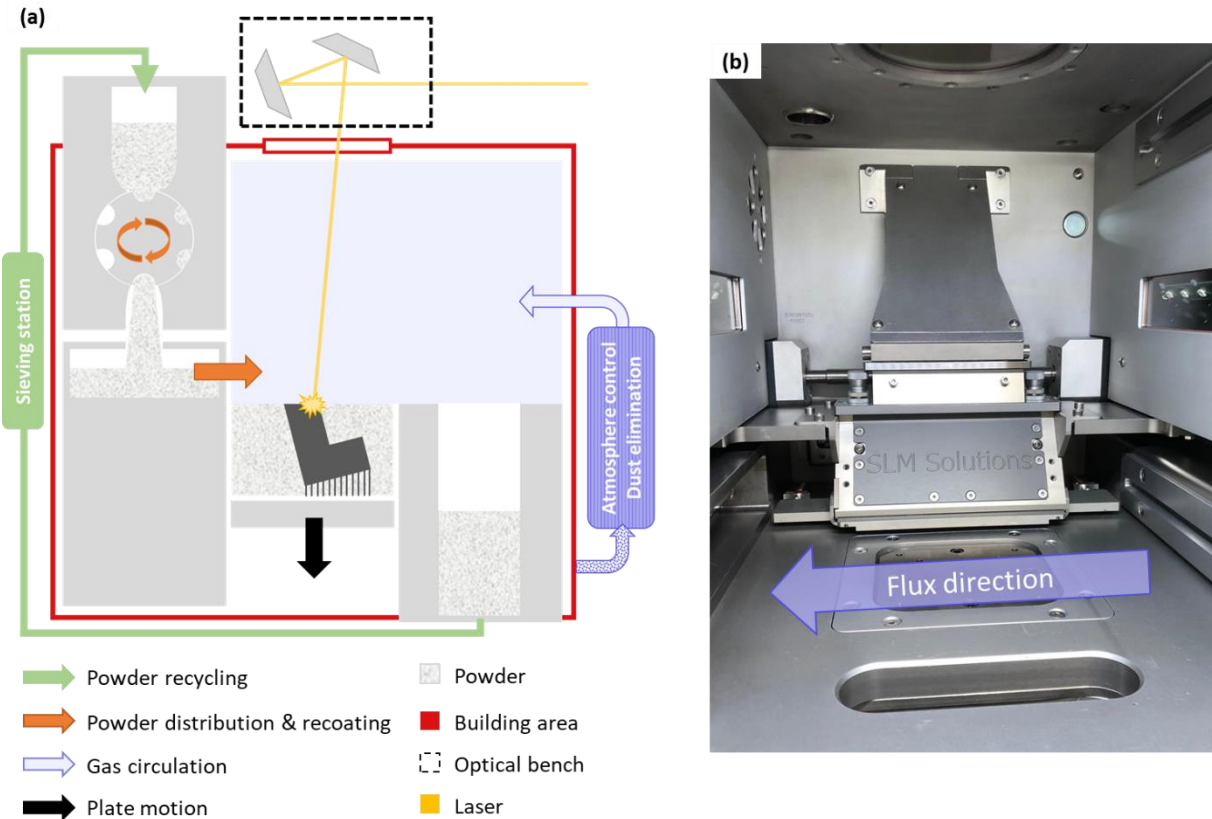 (a)
Sieving station
Atmosphere control
Dust elimination
Powder recycling
Powder distribution & recoating
Gas circulation
Plate motion
Powder
Building area
Optical bench
Laser
(b)
SLM Solutions
Flux direction